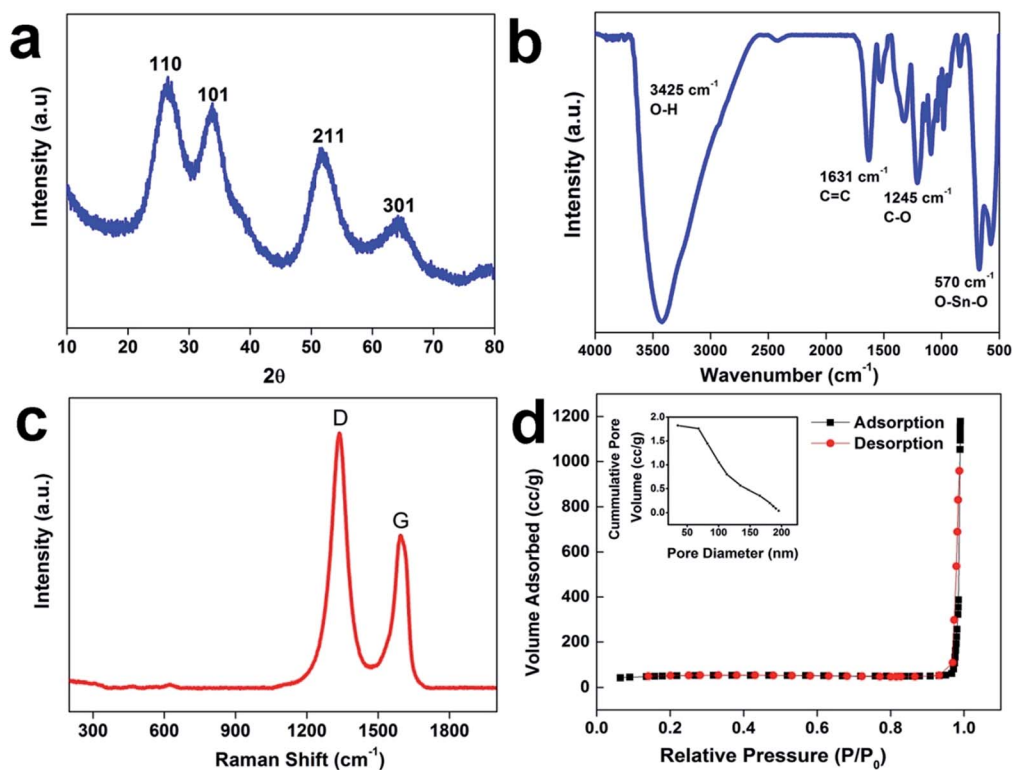 a
110
101
211
301
Intensity (a.u)
10 20 30 40 50 60 70 80
2θ
b
3425 cm⁻¹
O-H
1631 cm⁻¹
C=C
1245 cm⁻¹
C-O
570 cm⁻¹
O-Sn-O
Intensity (a.u.)
4000 3500 3000 2500 2000 1500 1000 500
Wavenumber (cm⁻¹)
c
D
G
Intensity (a.u.)
300 600 900 1200 1500 1800
Raman Shift (cm⁻¹)
d
Adsorption
Desorption
Volume Adsorbed (cc/g)
1200
1000
800
600
400
200
0
0.0 0.2 0.4 0.6 0.8 1.0
Relative Pressure (P/P₀)
Cummulative Pore
Volume (cc/g)
2.0
1.5
1.0
0.5
0.0
0 50 100 150 200
Pore Diameter (nm)